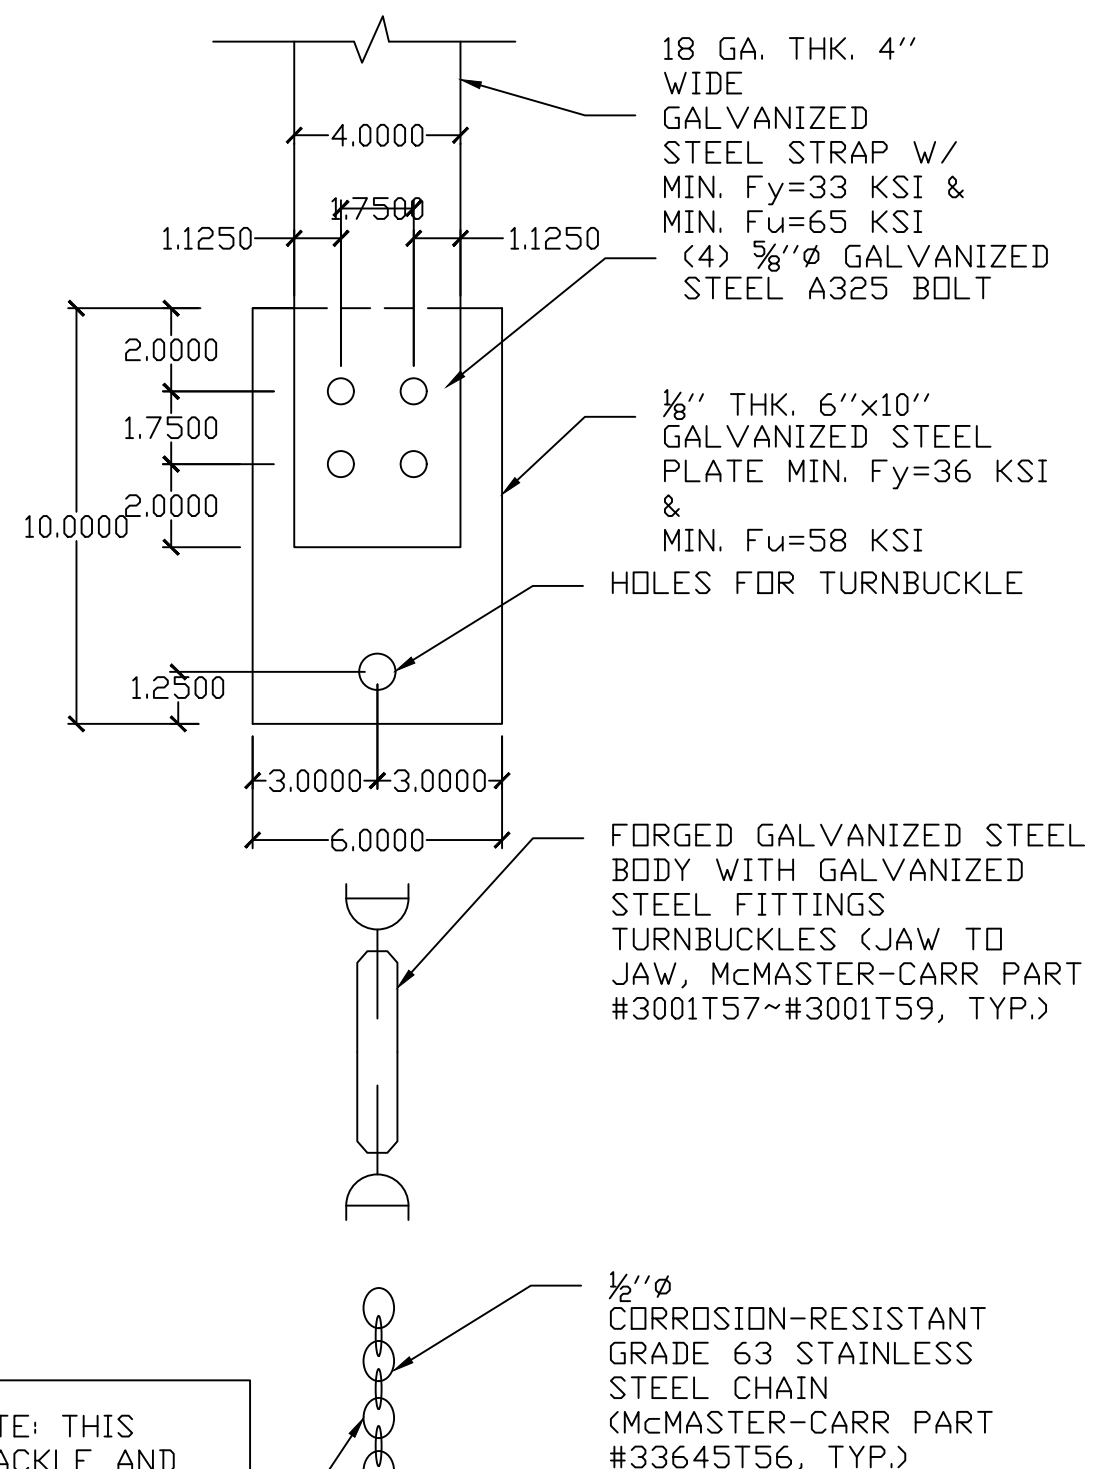 18 GA. THK. 4''
WIDE
GALVANIZED
STEEL STRAP W/
MIN. Fy=33 KSI &
MIN. Fu=65 KSI
4.0000
1.7500
1.1250
1.1250
(4) ⅝''ø GALVANIZED
STEEL A325 BOLT
2.0000
1.7500
2.0000
10.0000
⅛'' THK. 6''x10''
GALVANIZED STEEL
PLATE MIN. Fy=36 KSI
&
MIN. Fu=58 KSI
HOLES FOR TURNBUCKLE
1.2500
3.0000
3.0000
6.0000
FORGED GALVANIZED STEEL
BODY WITH GALVANIZED
STEEL FITTINGS
TURNBUCKLES (JAW TO
JAW, McMASTER-CARR PART
#3001T57~#3001T59, TYP.)
½''ø
CORROSION-RESISTANT
GRADE 63 STAINLESS
STEEL CHAIN
(McMASTER-CARR PART
#33645T56, TYP.)
TE: THIS
ACKLE AND